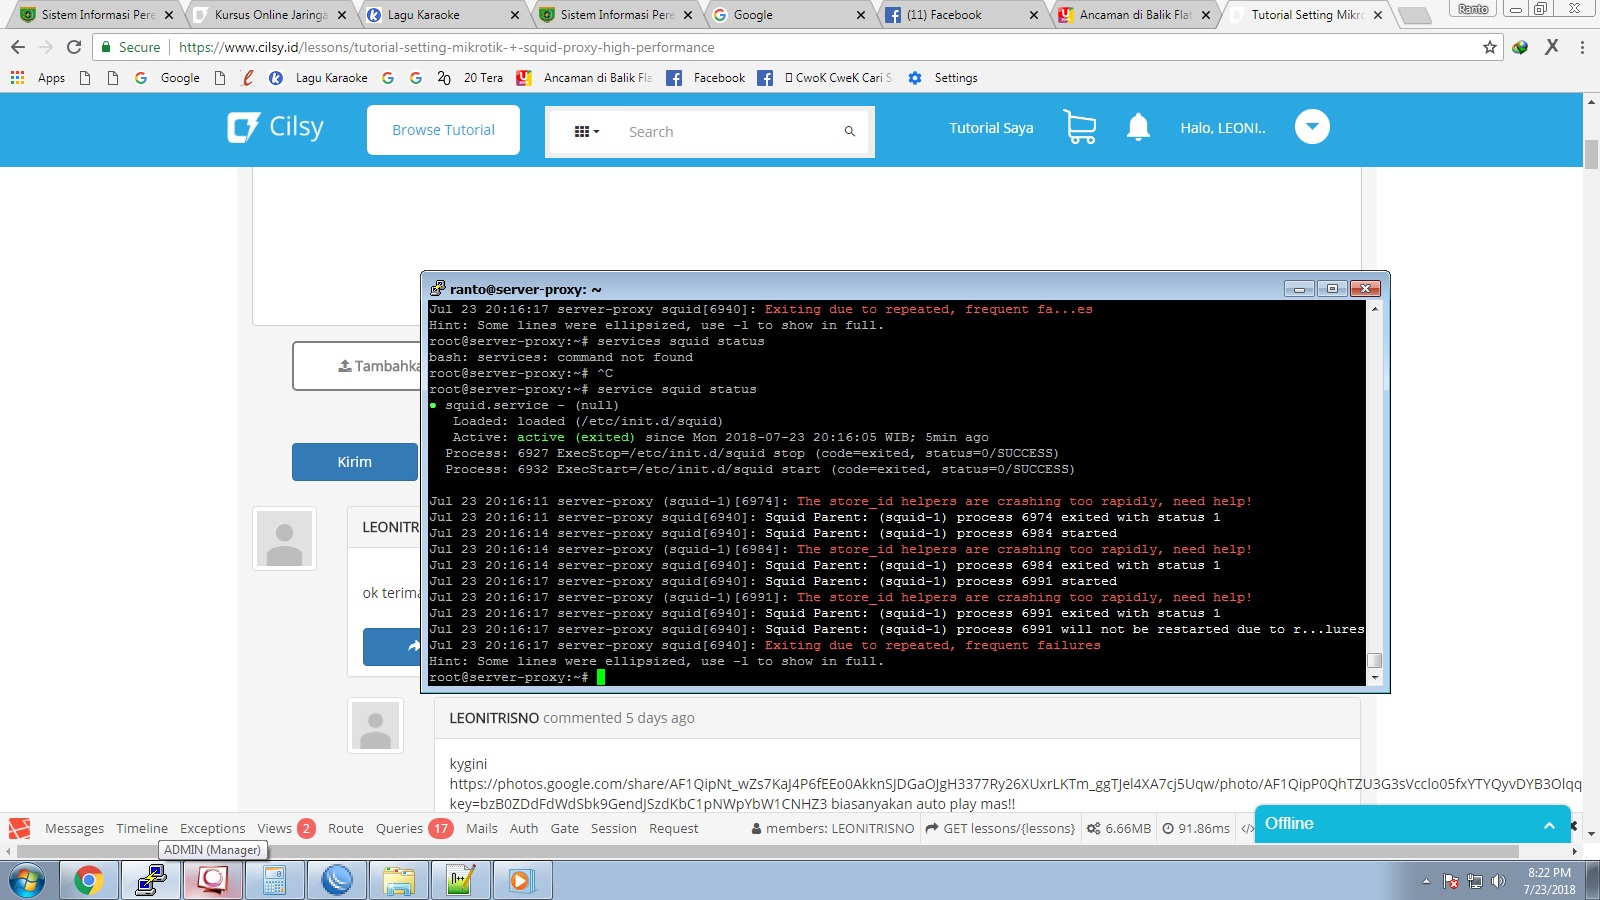 Sistem Informasi Pere
Kursus Online Jaringa
Lagu Karaoke
Sistem Informasi Pere
Google
(11) Facebook
Ancaman di Balik Flat
Tutorial Setting Mikro
Ranto
Secure
https://www.cilsy.id/lessons/tutorial-setting-mikrotik-+-squid-proxy-high-performance
Apps
Google
Lagu Karaoke
20 Tera
Ancaman di Balik Fla
Facebook
CwoK CweK Cari S
Settings
Cilsy
Browse Tutorial
Search
Tutorial Saya
Halo, LEONI..
Tambahka
Kirim
LEONITR
ok terima
ranto@server-proxy: ~
Jul 23 20:16:17 server-proxy squid[6940]: Exiting due to repeated, frequent fa...es
Hint: Some lines were ellipsized, use -l to show in full.
root@server-proxy:~# services squid status
bash: services: command not found
root@server-proxy:~# ^C
root@server-proxy:~# service squid status
● squid.service - (null)
Loaded: loaded (/etc/init.d/squid)
Active: active (exited) since Mon 2018-07-23 20:16:05 WIB; 5min ago
Process: 6927 ExecStop=/etc/init.d/squid stop (code=exited, status=0/SUCCESS)
Process: 6932 ExecStart=/etc/init.d/squid start (code=exited, status=0/SUCCESS)
Jul 23 20:16:11 server-proxy (squid-1)[6974]: The store_id helpers are crashing too rapidly, need help!
Jul 23 20:16:11 server-proxy squid[6940]: Squid Parent: (squid-1) process 6974 exited with status 1
Jul 23 20:16:14 server-proxy squid[6940]: Squid Parent: (squid-1) process 6984 started
Jul 23 20:16:14 server-proxy (squid-1)[6984]: The store_id helpers are crashing too rapidly, need help!
Jul 23 20:16:14 server-proxy squid[6940]: Squid Parent: (squid-1) process 6984 exited with status 1
Jul 23 20:16:17 server-proxy squid[6940]: Squid Parent: (squid-1) process 6991 started
Jul 23 20:16:17 server-proxy (squid-1)[6991]: The store_id helpers are crashing too rapidly, need help!
Jul 23 20:16:17 server-proxy squid[6940]: Squid Parent: (squid-1) process 6991 exited with status 1
Jul 23 20:16:17 server-proxy squid[6940]: Squid Parent: (squid-1) process 6991 will not be restarted due to r...lures
Jul 23 20:16:17 server-proxy squid[6940]: Exiting due to repeated, frequent failures
Hint: Some lines were ellipsized, use -l to show in full.
root@server-proxy:~#
LEONITRISNO commented 5 days ago
kygini
https://photos.google.com/share/AF1QipNt_wZs7KaJ4P6fEEo0AkknSJDGaOJgH3377Ry26XUxrLKTm_ggTJel4XA7cj5Uqw/photo/AF1QipP0QhTZU3G3sVcclo05fxYTYQyvDYB3Olqq
key=bzB0ZDdFdWdSbk9GendJSzdKbC1pNWpYbW1CNHZ3 biasanyakan auto play mas!!
Messages Timeline Exceptions Views 2 Route Queries 17 Mails Auth Gate Session Request members: LEONITRISNO GET lessons/{lessons} 6.66MB 91.86ms </>
Offline
ADMIN (Manager)
8:22 PM
7/23/2018